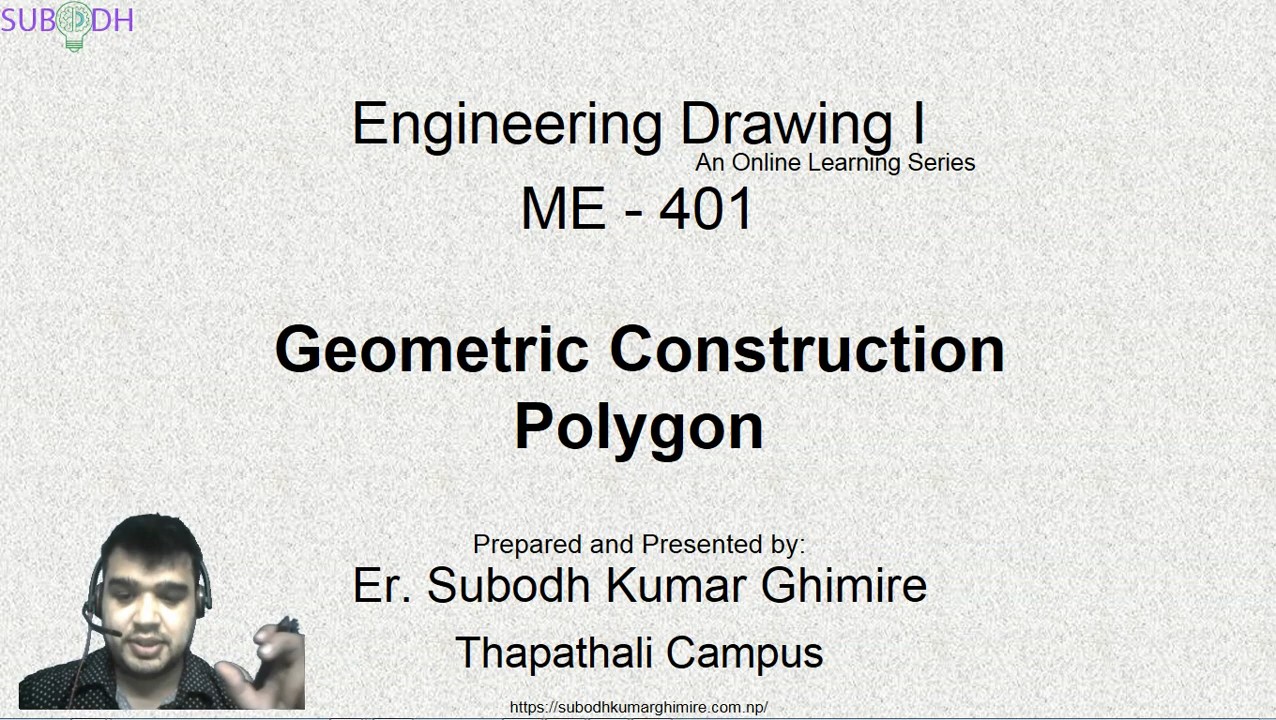 SUBODH
Engineering Drawing I
An Online Learning Series
ME - 401
Geometric Construction
Polygon
Prepared and Presented by:
Er. Subodh Kumar Ghimire
Thapathali Campus
https://subodhkumarghimire.com.np/